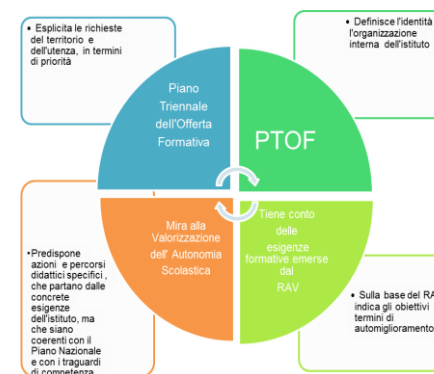 • Esplicita le richieste
del territorio e
dell'utenza, in termini
di priorità
• Definisce l'identità
l'organizzazione
interna dell'istituto
Piano
Triennale
dell'Offerta
Formativa
PTOF
Mira alla
Valorizzazione
dell' Autonomia
Scolastica
Tiene conto
delle
esigenze
formative emerse
dal
RAV
•Predispone
azioni e percorsi
didattici specifici ,
che partano dalle
concrete
esigenze
dell'istituto, ma
che siano
coerenti con il
Piano Nazionale
e con i traguardi
di competenza
• Sulla base del RA
indica gli obiettivi
termini di
automiglioramento